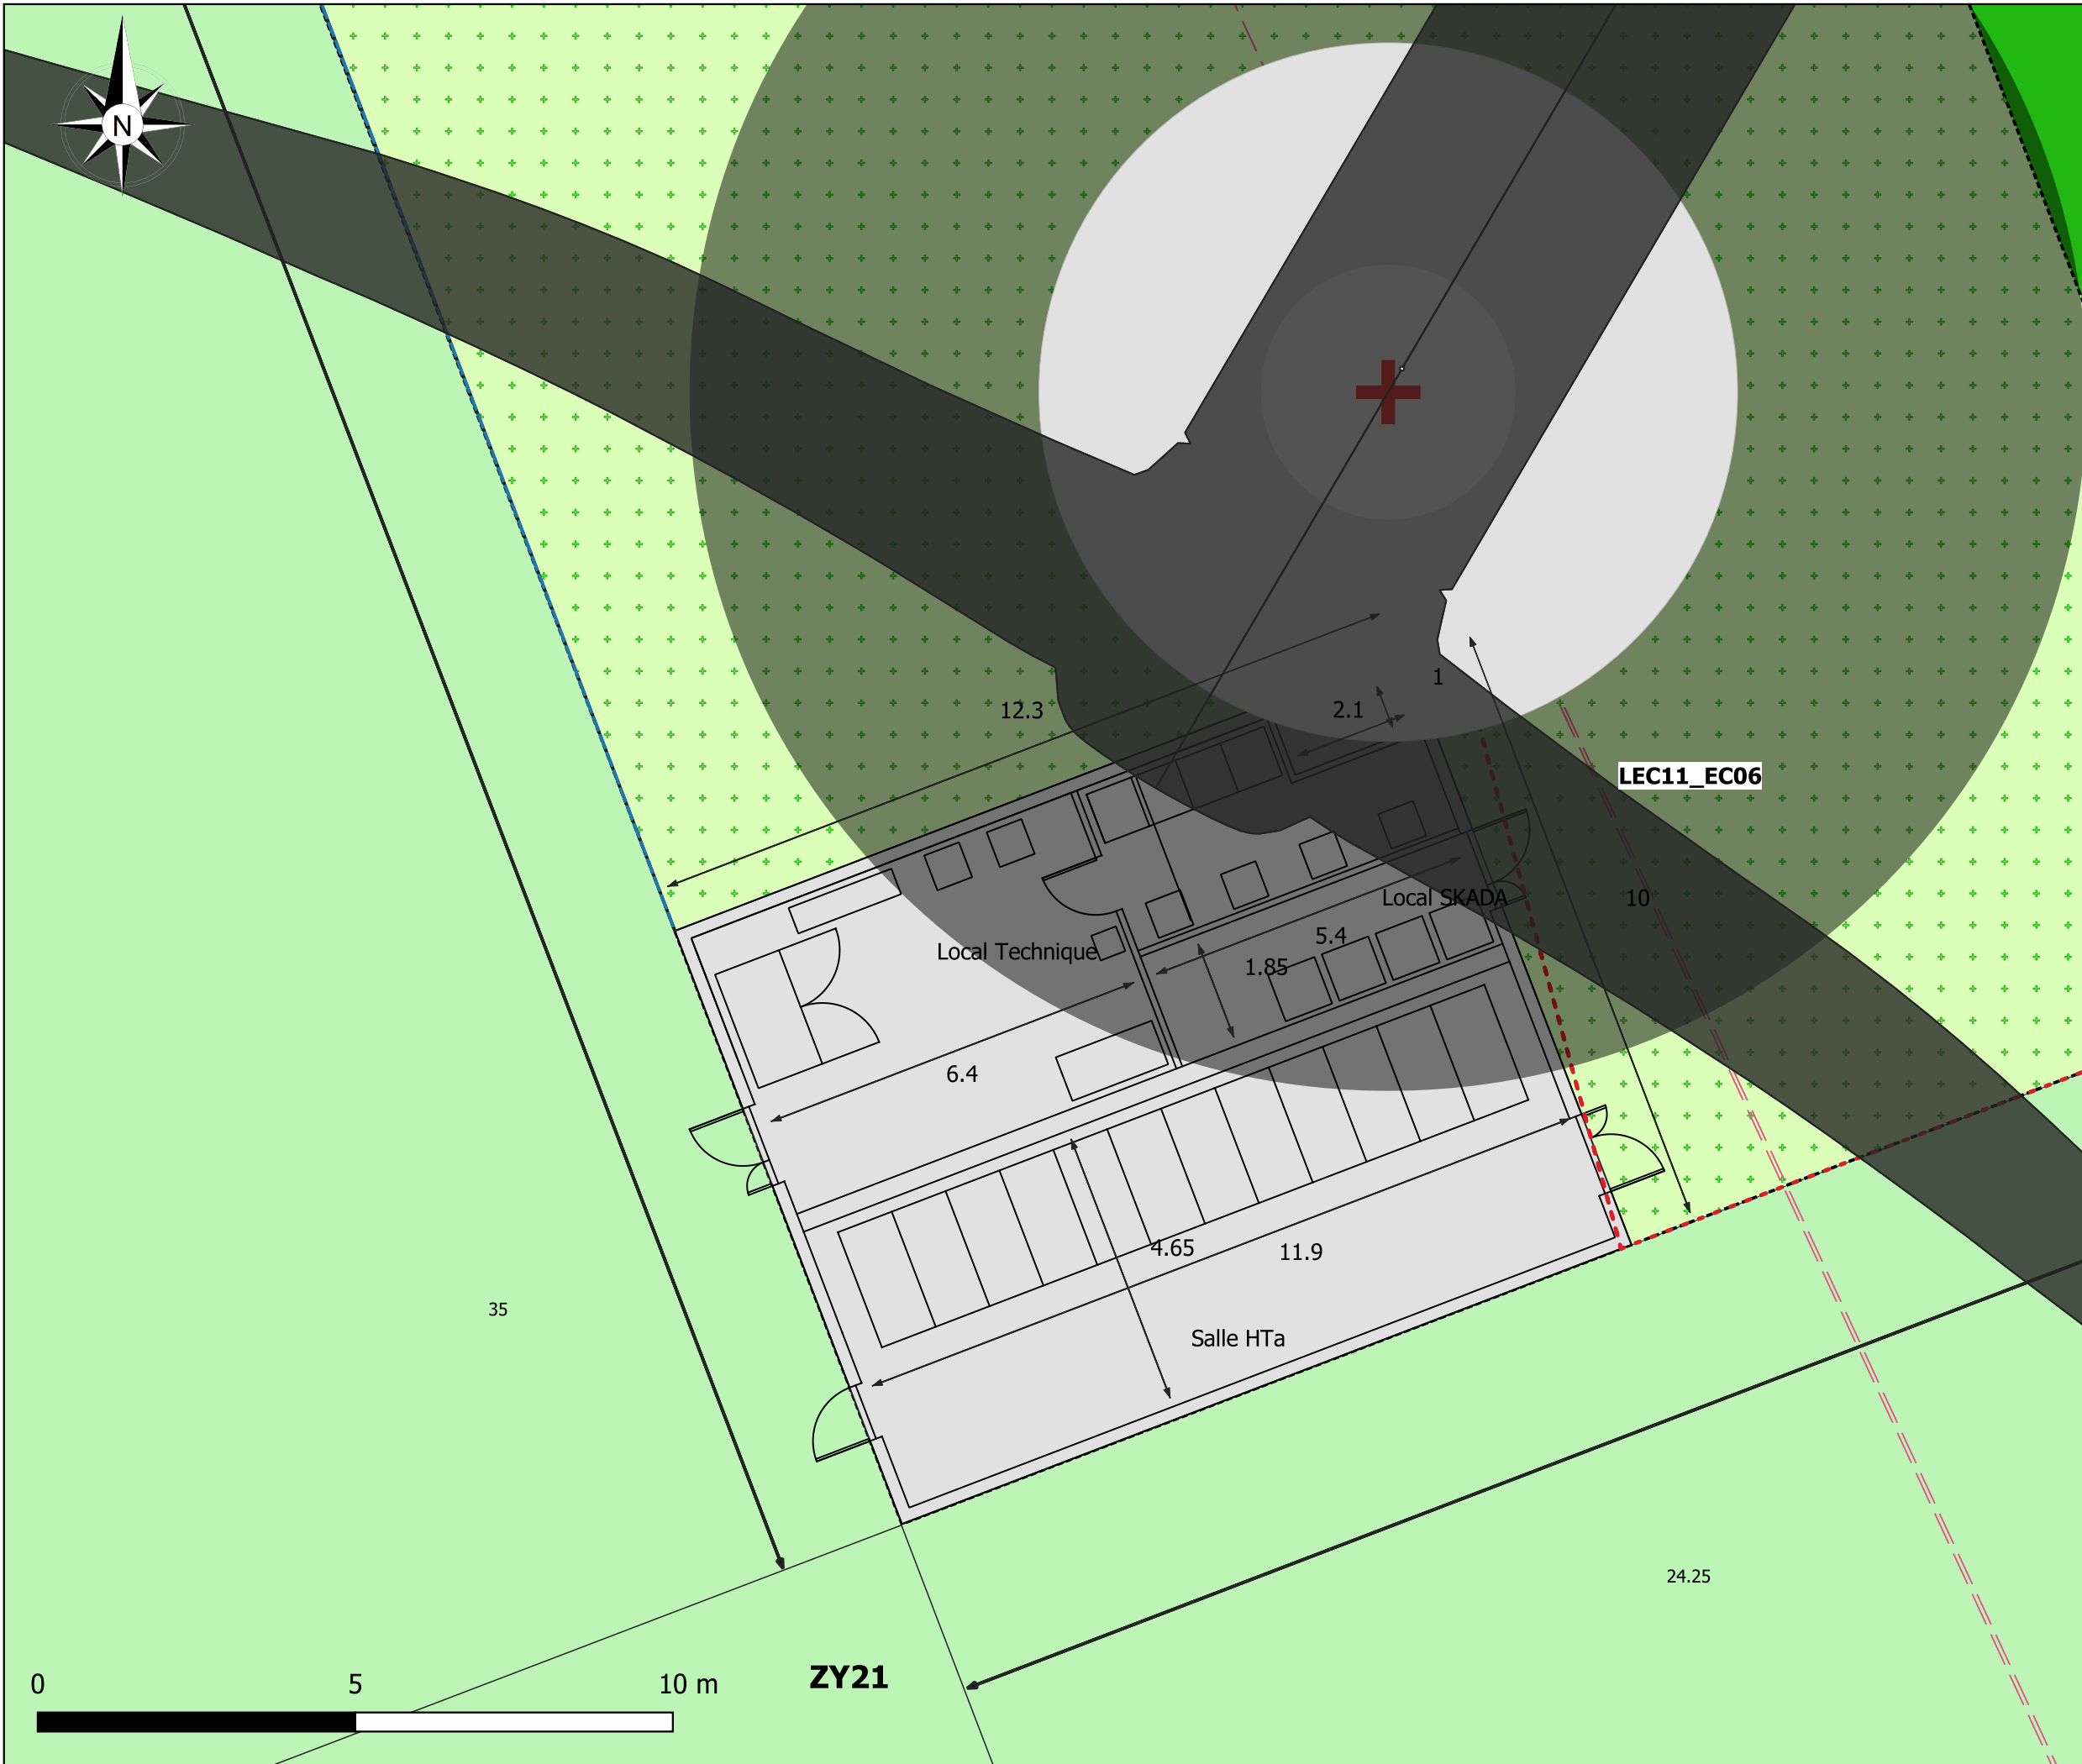 N
1
12.3
2.1
LEC11_EC06
10
Local SKADA
5.4
Local Technique
1.85
6.4
4.65
11.9
35
Salle HTa
24.25
ZY21
0 5 10 m